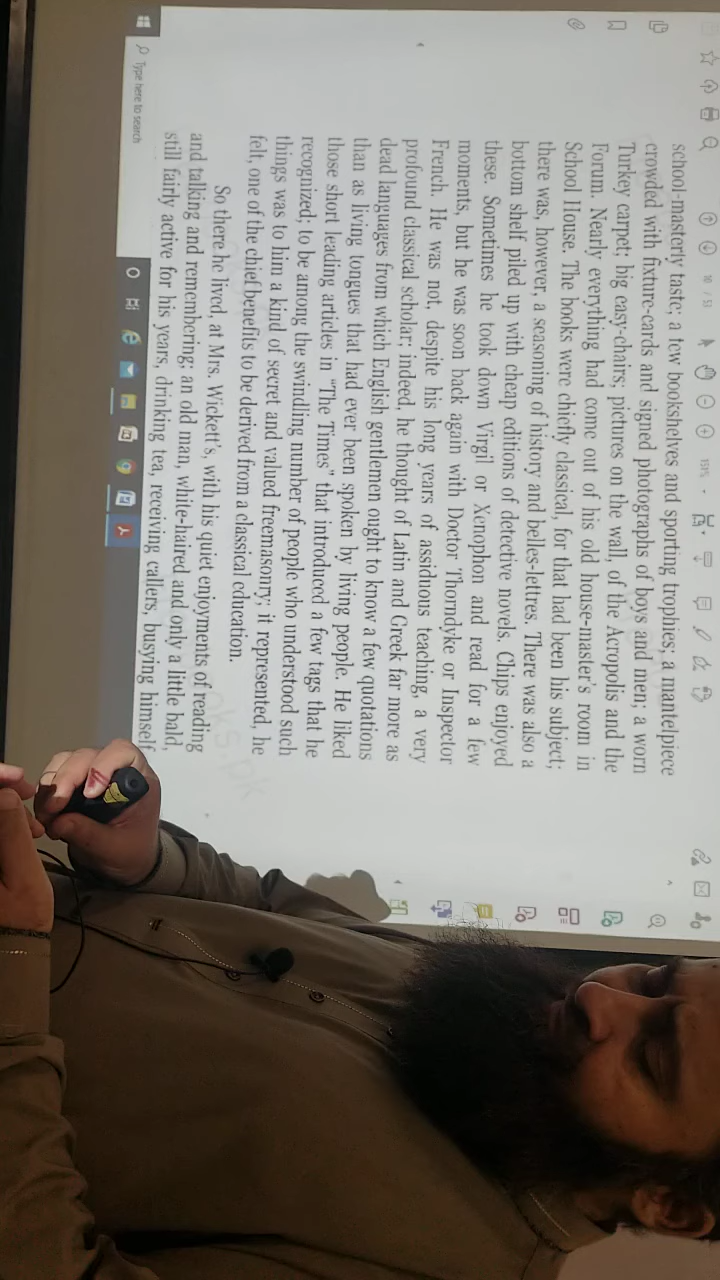 10 / 53
151%
school-masterly taste; a few bookshelves and sporting trophies; a mantelpiece
crowded with fixture-cards and signed photographs of boys and men; a worn
Turkey carpet; big easy-chairs; pictures on the wall, of the Acropolis and the
Forum. Nearly everything had come out of his old house-master's room in
School House. The books were chiefly classical, for that had been his subject;
there was, however, a seasoning of history and belles-lettres. There was also a
bottom shelf piled up with cheap editions of detective novels. Chips enjoyed
these. Sometimes he took down Virgil or Xenophon and read for a few
moments, but he was soon back again with Doctor Thorndyke or Inspector
French. He was not, despite his long years of assiduous teaching, a very
profound classical scholar; indeed, he thought of Latin and Greek far more as
dead languages from which English gentlemen ought to know a few quotations
than as living tongues that had ever been spoken by living people. He liked
those short leading articles in "The Times" that introduced a few tags that he
recognized; to be among the swindling number of people who understood such
things was to him a kind of secret and valued freemasonry; it represented, he
felt, one of the chief benefits to be derived from a classical education.
So there he lived, at Mrs. Wickett's, with his quiet enjoyments of reading
and talking and remembering; an old man, white-haired and only a little bald,
still fairly active for his years, drinking tea, receiving callers, busying himself
Type here to search